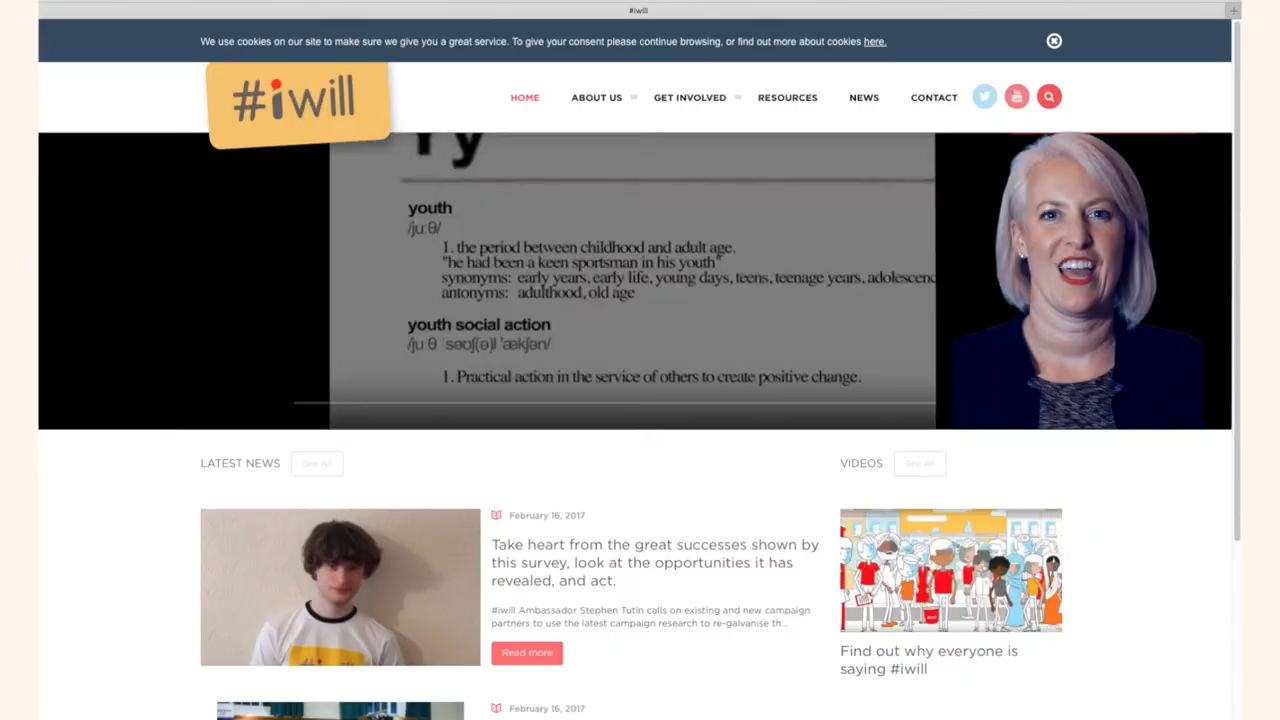 #iwill
We use cookies on our site to make sure we give you a great service. To give your consent please continue browsing, or find out more about cookies here.
#iwill
HOME ABOUT US GET INVOLVED RESOURCES NEWS CONTACT
youth
/juːθ/
1. the period between childhood and adult age.
"he had been a keen sportsman in his youth"
synonyms: early years, early life, young days, teens, teenage years,
antonyms: adulthood, old age
youth social action
1. Practical action in the service of others to create positive change.
LATEST NEWS See All
VIDEOS See All
February 16, 2017
Take heart from the great successes shown by
this survey, look at the opportunities it has
revealed, and act.
#iwill Ambassador Stephen Tutin calls on existing and new campaign
partners to use the latest campaign research to re-galvanise th...
Read more
Find out why everyone is
saying #iwill
February 16, 2017